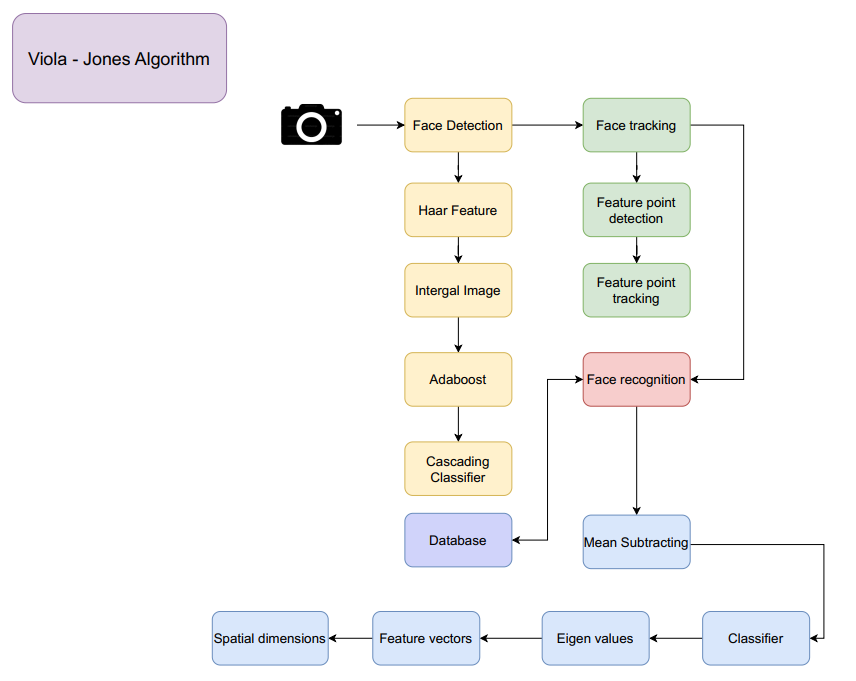 Viola - Jones Algorithm
Face Detection
Face tracking
Haar Feature
Feature point
detection
Intergal Image
Feature point
tracking
Adaboost
Face recognition
Cascading
Classifier
Database
Mean Subtracting
Spatial dimensions
Feature vectors
Eigen values
Classifier